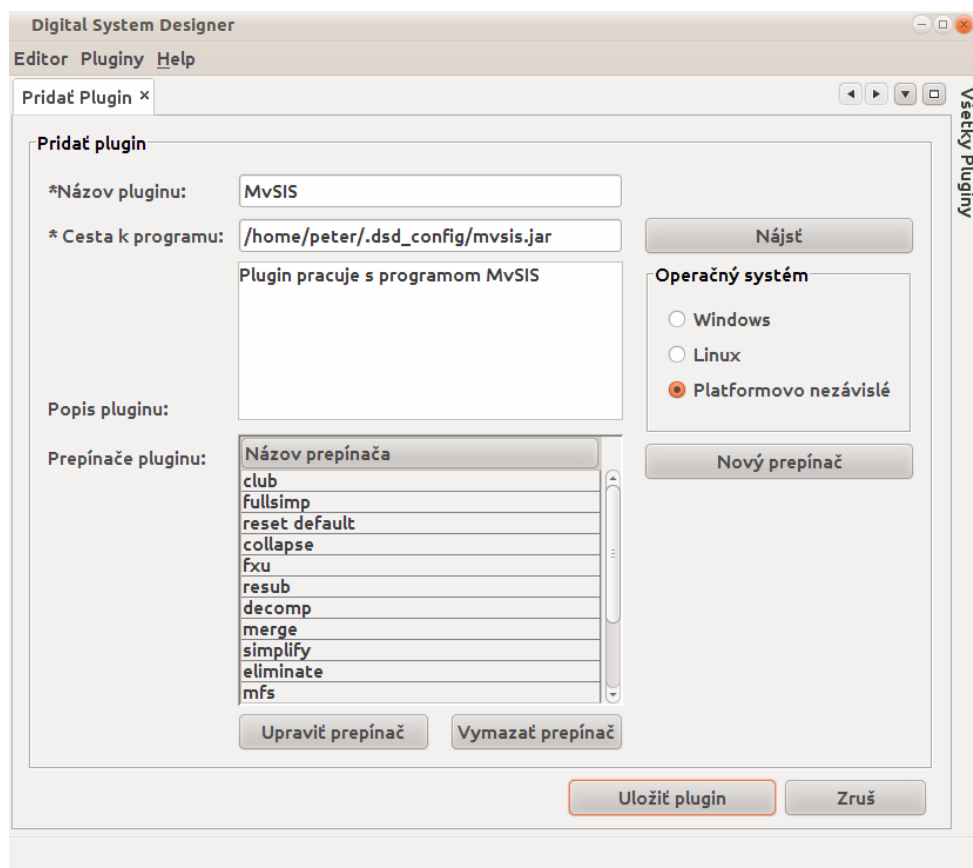 Digital System Designer
Editor Pluginy Help
Pridať Plugin ×
Všetky Pluginy
Pridať plugin
*Názov pluginu: MvSIS
* Cesta k programu: /home/peter/.dsd_config/mvsis.jar Nájsť
Popis pluginu: Plugin pracuje s programom MvSIS
Operačný systém
Windows
Linux
Platformovo nezávislé
Prepínače pluginu: Názov prepínača Nový prepínač
club
fullsimp
reset default
collapse
fxu
resub
decomp
merge
simplify
eliminate
mfs
Upraviť prepínač Vymazať prepínač
Uložiť plugin Zruš